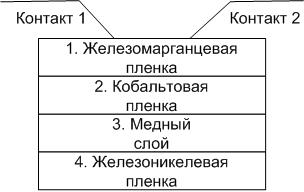 Контакт 1
Контакт 2
1. Железомарганцевая
пленка
2. Кобальтовая
пленка
3. Медный
слой
4. Железоникелевая
пленка